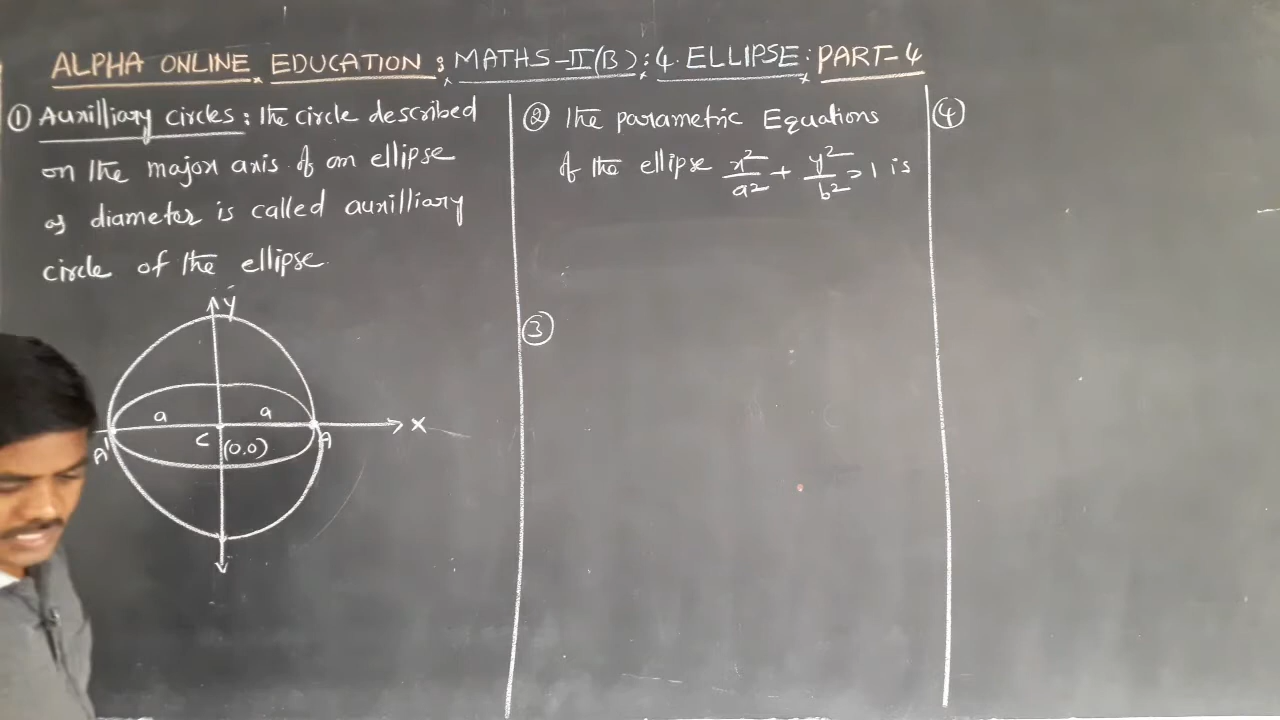 ALPHA ONLINE EDUCATION : MATHS-II(B) : 4. ELLIPSE : PART-4
① Auxilliary circles : The circle described
on the major axis of an ellipse
as diameter is called auxilliary
circle of the ellipse.
Y
a a
X
A' C (0,0) A
② The parametric Equations
of the ellipse x²/a² + y²/b² = 1 is
③
④